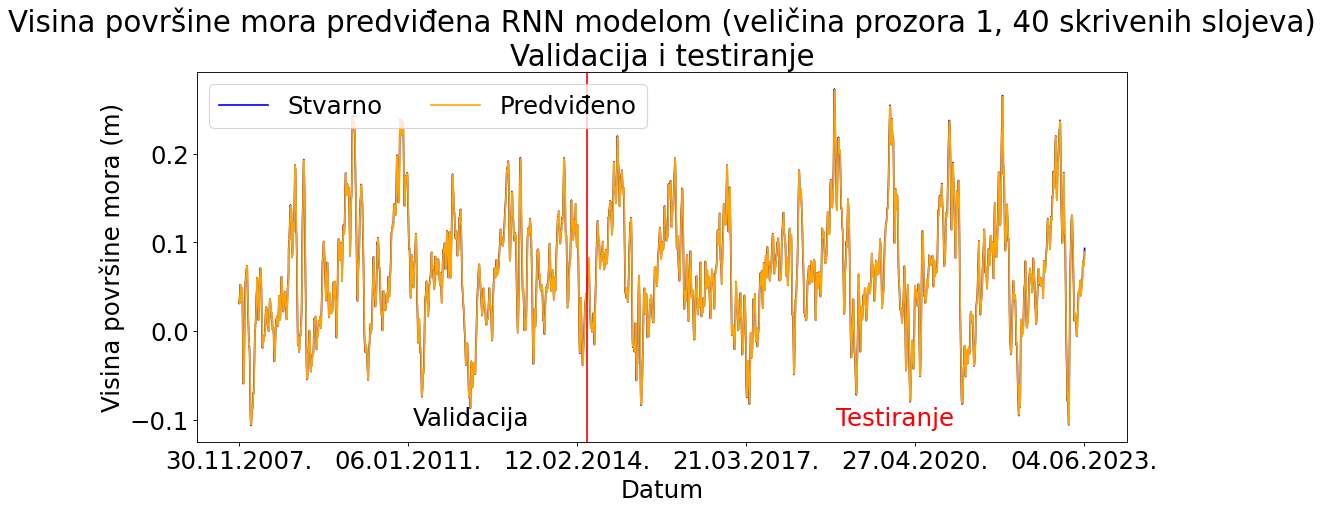 Visina površine mora predviđena RNN modelom (veličina prozora 1, 40 skrivenih slojeva)
Validacija i testiranje
Stvarno
Predviđeno
Visina površine mora (m)
0.2
0.1
0.0
−0.1
Validacija
Testiranje
30.11.2007.
06.01.2011.
12.02.2014.
21.03.2017.
27.04.2020.
04.06.2023.
Datum